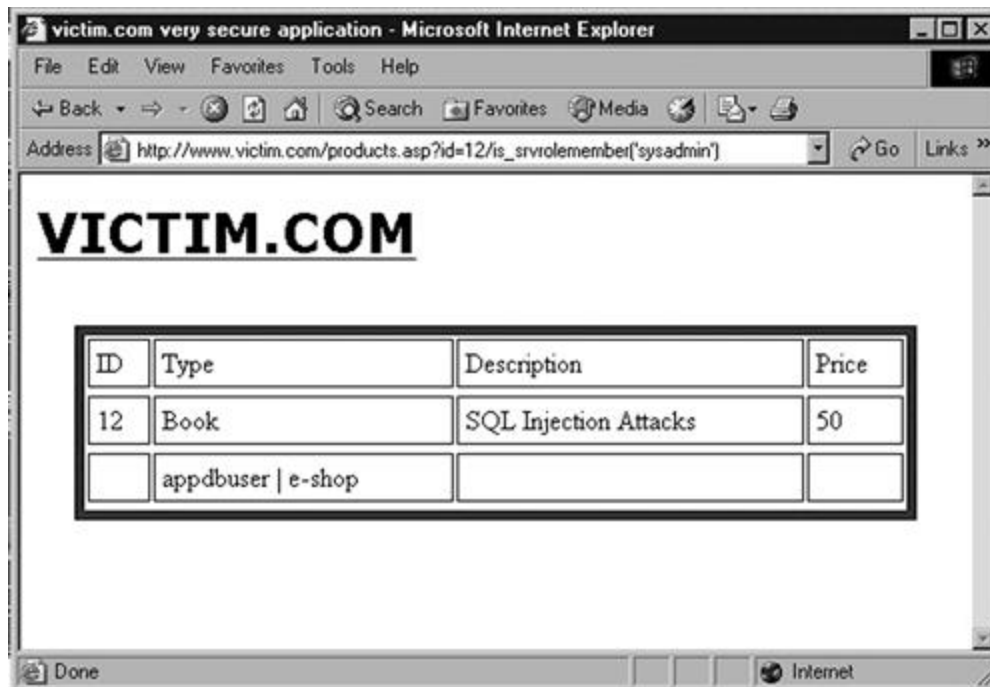 victim.com very secure application - Microsoft Internet Explorer
File Edit View Favorites Tools Help
Back Search Favorites Media
Address http://www.victim.com/products.asp?id=12/is_srvrolemember('sysadmin') Go Links »
VICTIM.COM
ID Type Description Price
12 Book SQL Injection Attacks 50
appdbuser | e-shop
Done Internet